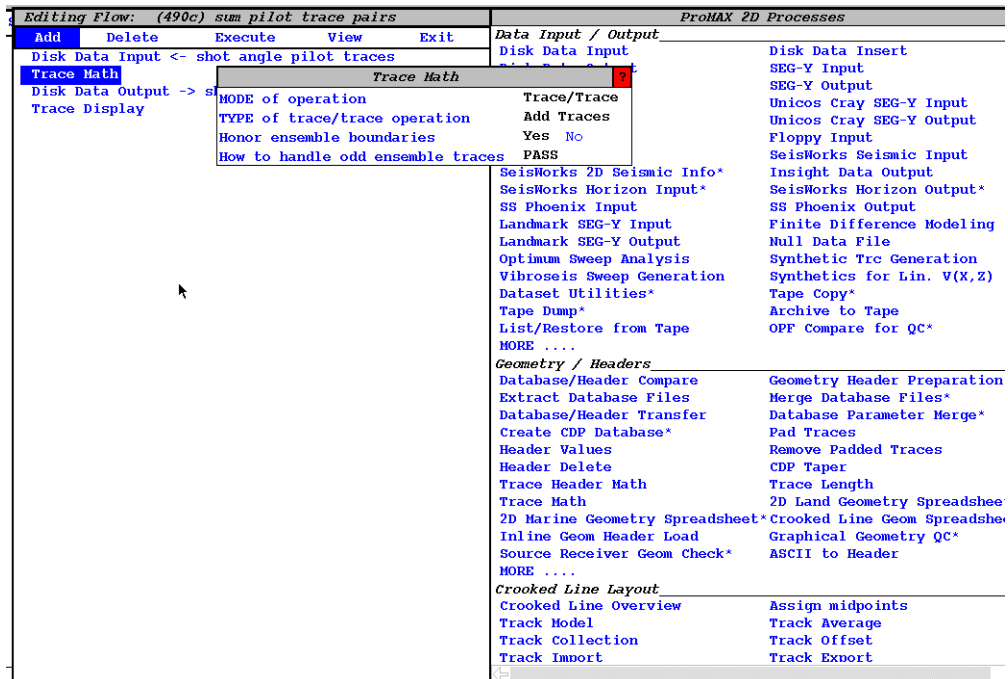 Editing Flow: (490c) sum pilot trace pairs
Add Delete Execute View Exit
Disk Data Input <- shot angle pilot traces
Trace Math
Disk Data Output -> sh
Trace Display
Trace Math ?
MODE of operation Trace/Trace
TYPE of trace/trace operation Add Traces
Honor ensemble boundaries Yes No
How to handle odd ensemble traces PASS
ProMAX 2D Processes
Data Input / Output
Disk Data Input Disk Data Insert
SEG-Y Input
SEG-Y Output
Unicos Cray SEG-Y Input
Unicos Cray SEG-Y Output
Floppy Input
SeisWorks Seismic Input
SeisWorks 2D Seismic Info* Insight Data Output
SeisWorks Horizon Input* SeisWorks Horizon Output*
SS Phoenix Input SS Phoenix Output
Landmark SEG-Y Input Finite Difference Modeling
Landmark SEG-Y Output Null Data File
Optimum Sweep Analysis Synthetic Trc Generation
Vibroseis Sweep Generation Synthetics for Lin. V(X,Z)
Dataset Utilities* Tape Copy*
Tape Dump* Archive to Tape
List/Restore from Tape OPF Compare for QC*
MORE ....
Geometry / Headers
Database/Header Compare Geometry Header Preparation
Extract Database Files Merge Database Files*
Database/Header Transfer Database Parameter Merge*
Create CDP Database* Pad Traces
Header Values Remove Padded Traces
Header Delete CDP Taper
Trace Header Math Trace Length
Trace Math 2D Land Geometry Spreadshee
2D Marine Geometry Spreadsheet* Crooked Line Geom Spreadshe
Inline Geom Header Load Graphical Geometry QC*
Source Receiver Geom Check* ASCII to Header
MORE ....
Crooked Line Layout
Crooked Line Overview Assign midpoints
Track Model Track Average
Track Collection Track Offset
Track Import Track Export